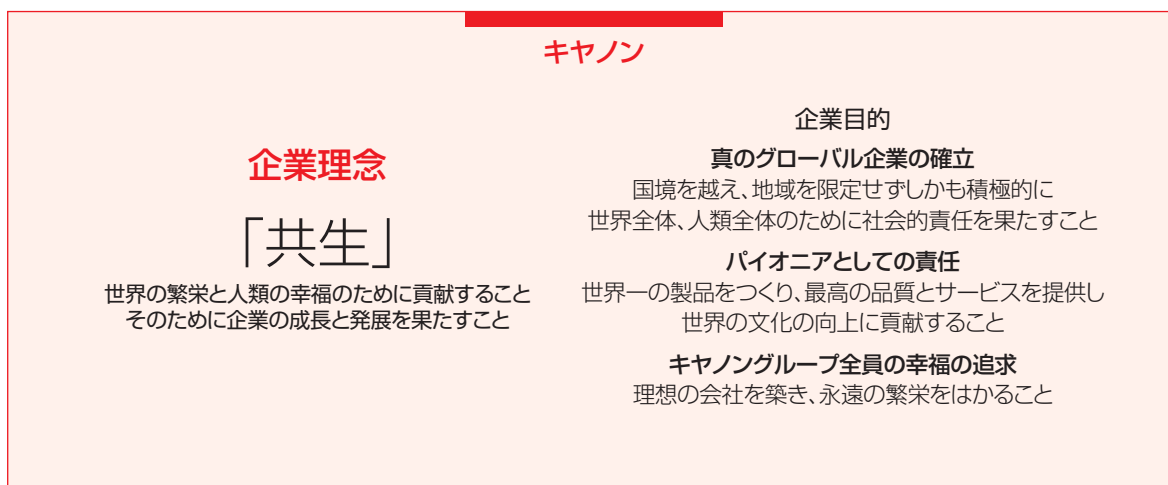 キヤノン
企業理念
「共生」
世界の繁栄と人類の幸福のために貢献すること
そのために企業の成長と発展を果たすこと
企業目的
真のグローバル企業の確立
国境を越え、地域を限定せずしかも積極的に
世界全体、人類全体のために社会的責任を果たすこと
パイオニアとしての責任
世界一の製品をつくり、最高の品質とサービスを提供し
世界の文化の向上に貢献すること
キヤノングループ全員の幸福の追求
理想の会社を築き、永遠の繁栄をはかること